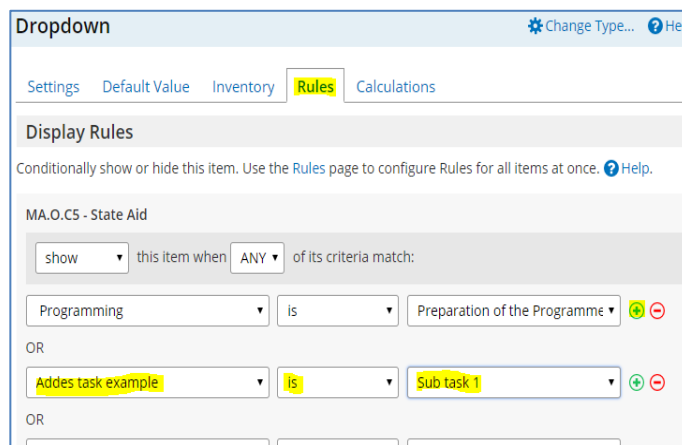 Dropdown Change Type... He
Settings Default Value Inventory Rules Calculations
Display Rules
Conditionally show or hide this item. Use the Rules page to configure Rules for all items at once. Help.
MA.O.C5 - State Aid
show this item when ANY of its criteria match:
Programming is Preparation of the Programme
OR
Addes task example is Sub task 1
OR